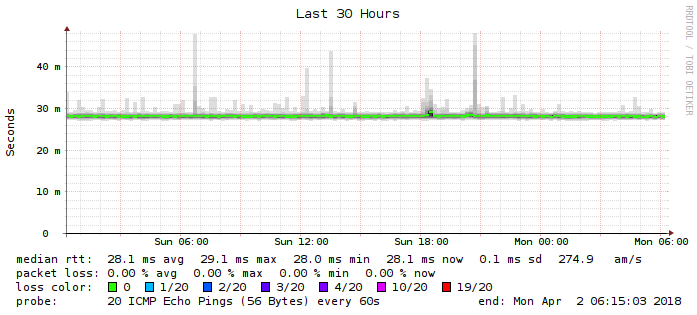 Last 30 Hours
RRDTOOL / TOBI OETIKER
Seconds
40 m
30 m
20 m
10 m
0
Sun 06:00 Sun 12:00 Sun 18:00 Mon 00:00 Mon 06:00
median rtt: 28.1 ms avg 29.1 ms max 28.0 ms min 28.1 ms now 0.1 ms sd 274.9 am/s
packet loss: 0.00 % avg 0.00 % max 0.00 % min 0.00 % now
loss color: 0 1/20 2/20 3/20 4/20 10/20 19/20
probe: 20 ICMP Echo Pings (56 Bytes) every 60s end: Mon Apr 2 06:15:03 2018